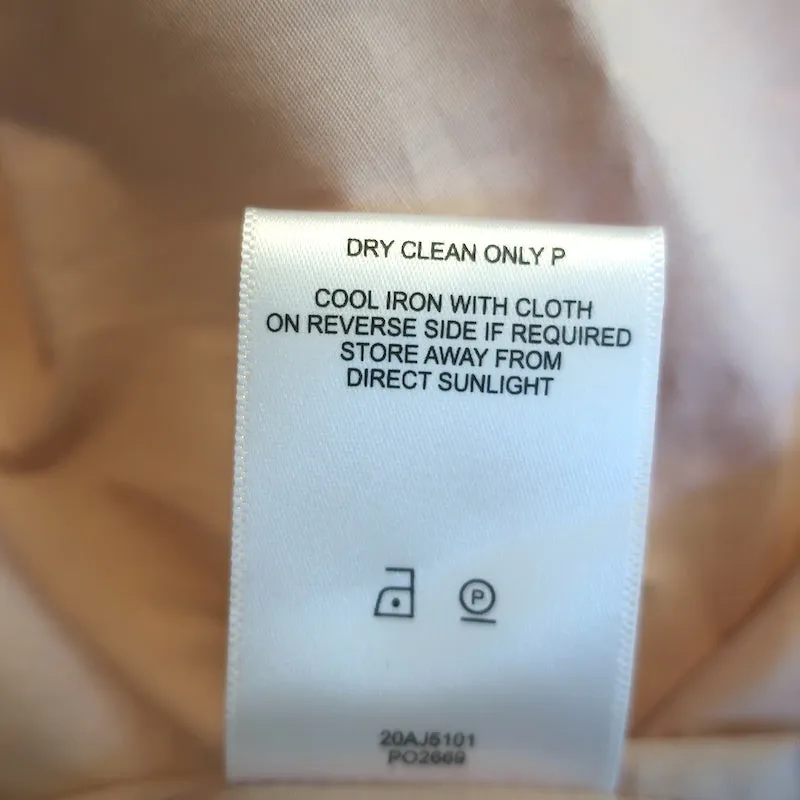 DRY CLEAN ONLY P
COOL IRON WITH CLOTH
ON REVERSE SIDE IF REQUIRED
STORE AWAY FROM
DIRECT SUNLIGHT
P
20AJ5101
PO2669